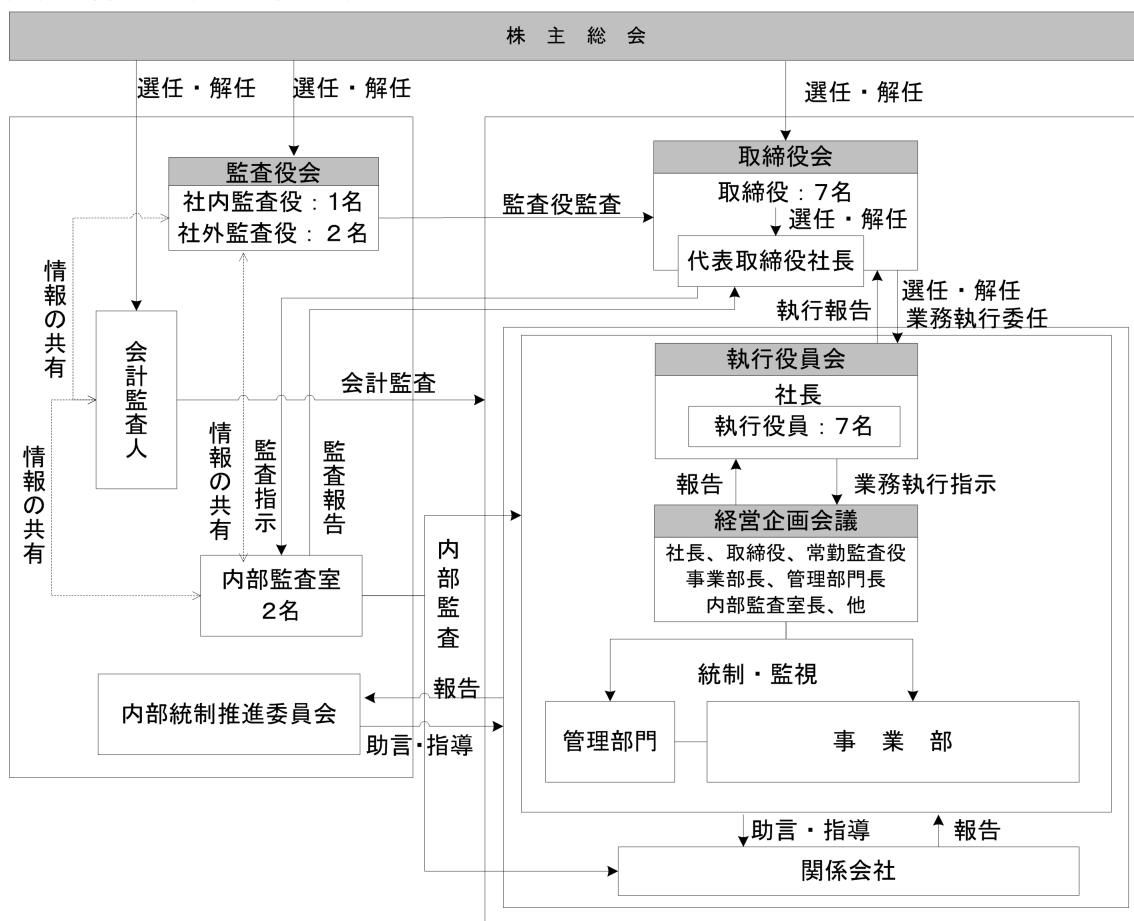 株 主 総 会
選任・解任
選任・解任
選任・解任
監査役会
社内監査役：1名
社外監査役：2名
監査役監査
取締役会
取締役：7名
選任・解任
代表取締役社長
情報の共有
会計監査人
会計監査
執行報告
選任・解任
業務執行委任
執行役員会
社長
執行役員：7名
情報の共有
情報の共有
監査指示
監査報告
報告
業務執行指示
経営企画会議
社長、取締役、常勤監査役
事業部長、管理部門長
内部監査室長、他
内部監査室
2名
内部監査
統制・監視
内部統制推進委員会
報告
助言・指導
管理部門
事 業 部
助言・指導
報告
関係会社